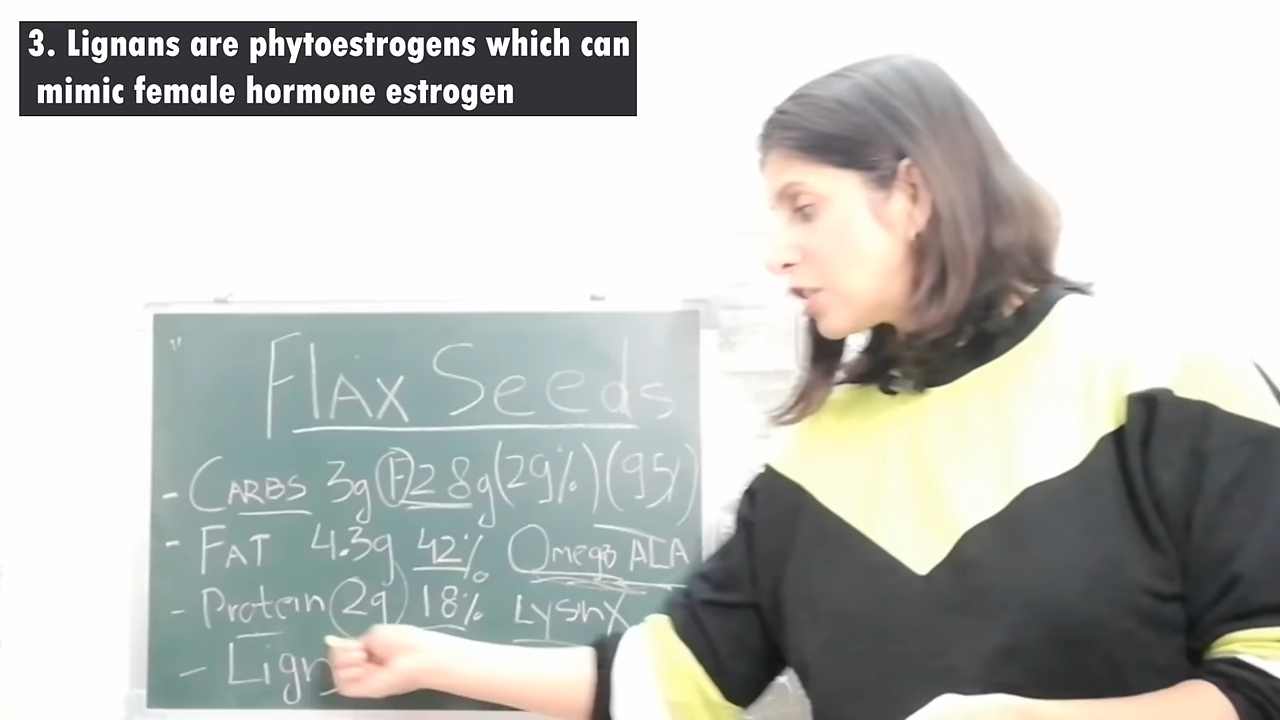 3. Lignans are phytoestrogens which can
mimic female hormone estrogen
Flax Seeds
- CARBS 3g (F) 2.8g (29%) (95%)
- FAT 4.3g 42% Omega3 ALA
- Protein (2g) 18% Lysin X
- Lign